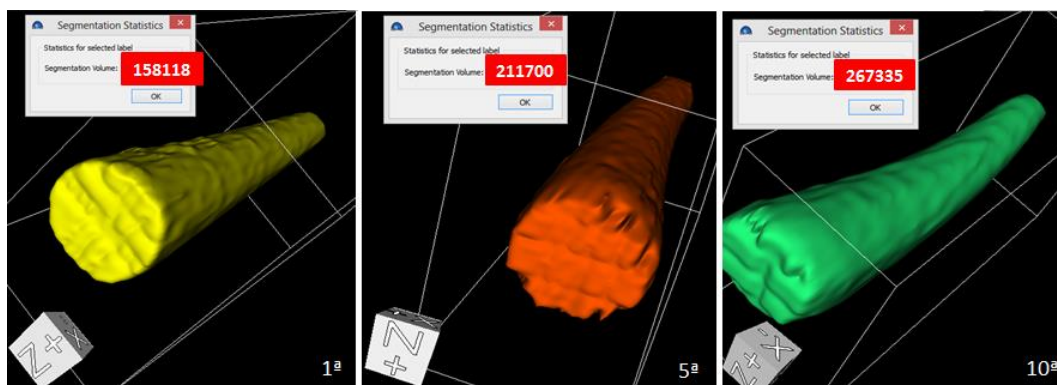 Segmentation Statistics
Statistics for selected label
Segmentation Volume: 158118
OK
Z+
-X
1ª
Segmentation Statistics
Statistics for selected label
Segmentation Volume: 211700
OK
Z+
5ª
Segmentation Statistics
Statistics for selected label
Segmentation Volume: 267335
OK
Z+
-X
10ª